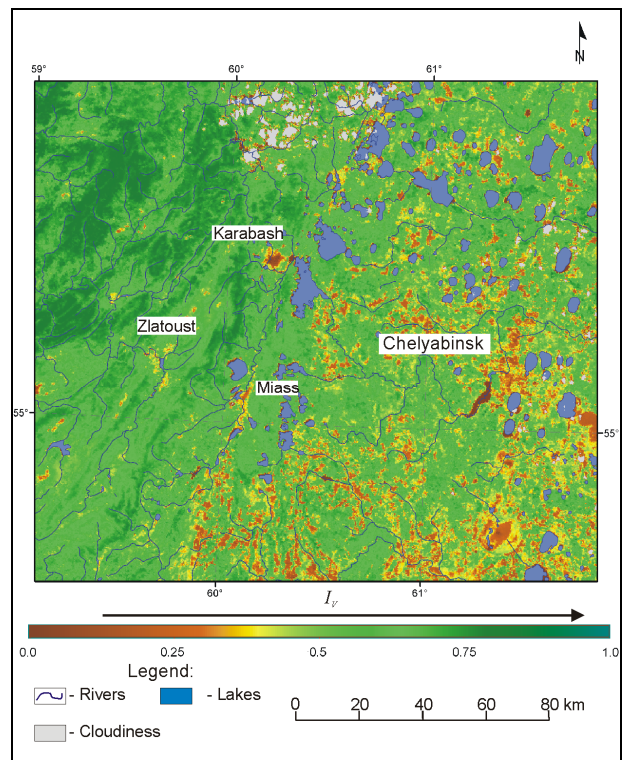 N
59°
60°
61°
Karabash
Zlatoust
Chelyabinsk
Miass
55°
55°
60°
61°
I_V
0.0
0.25
0.5
0.75
1.0
Legend:
- Rivers
- Lakes
- Cloudiness
0
20
40
60
80 km